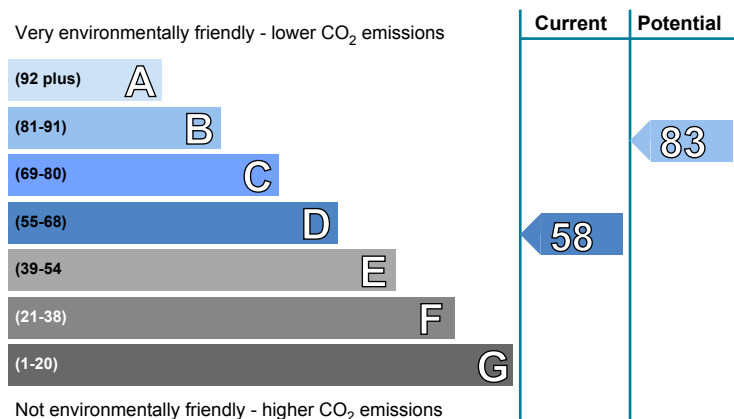 Very environmentally friendly - lower CO2 emissions
Current
Potential
(92 plus) A
(81-91) B
83
(69-80) C
(55-68) D
58
(39-54 E
(21-38) F
(1-20) G
Not environmentally friendly - higher CO2 emissions